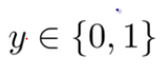 y ∈ {0, 1}